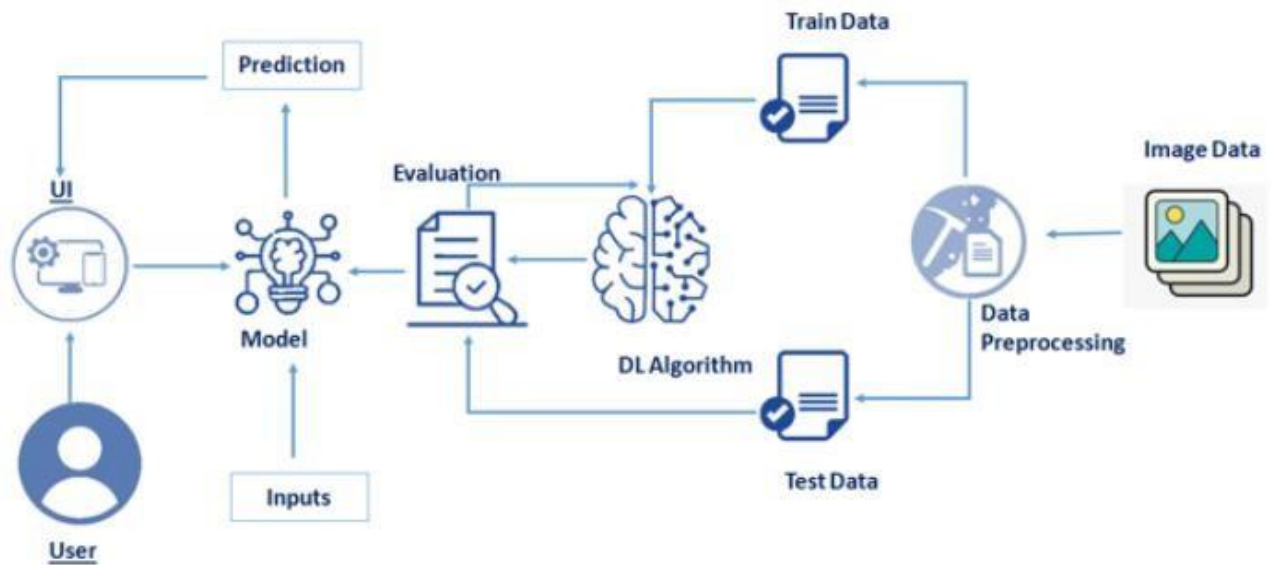 Train Data
Prediction
Image Data
Evaluation
UI
Data
Preprocessing
Model
DL Algorithm
Test Data
Inputs
User